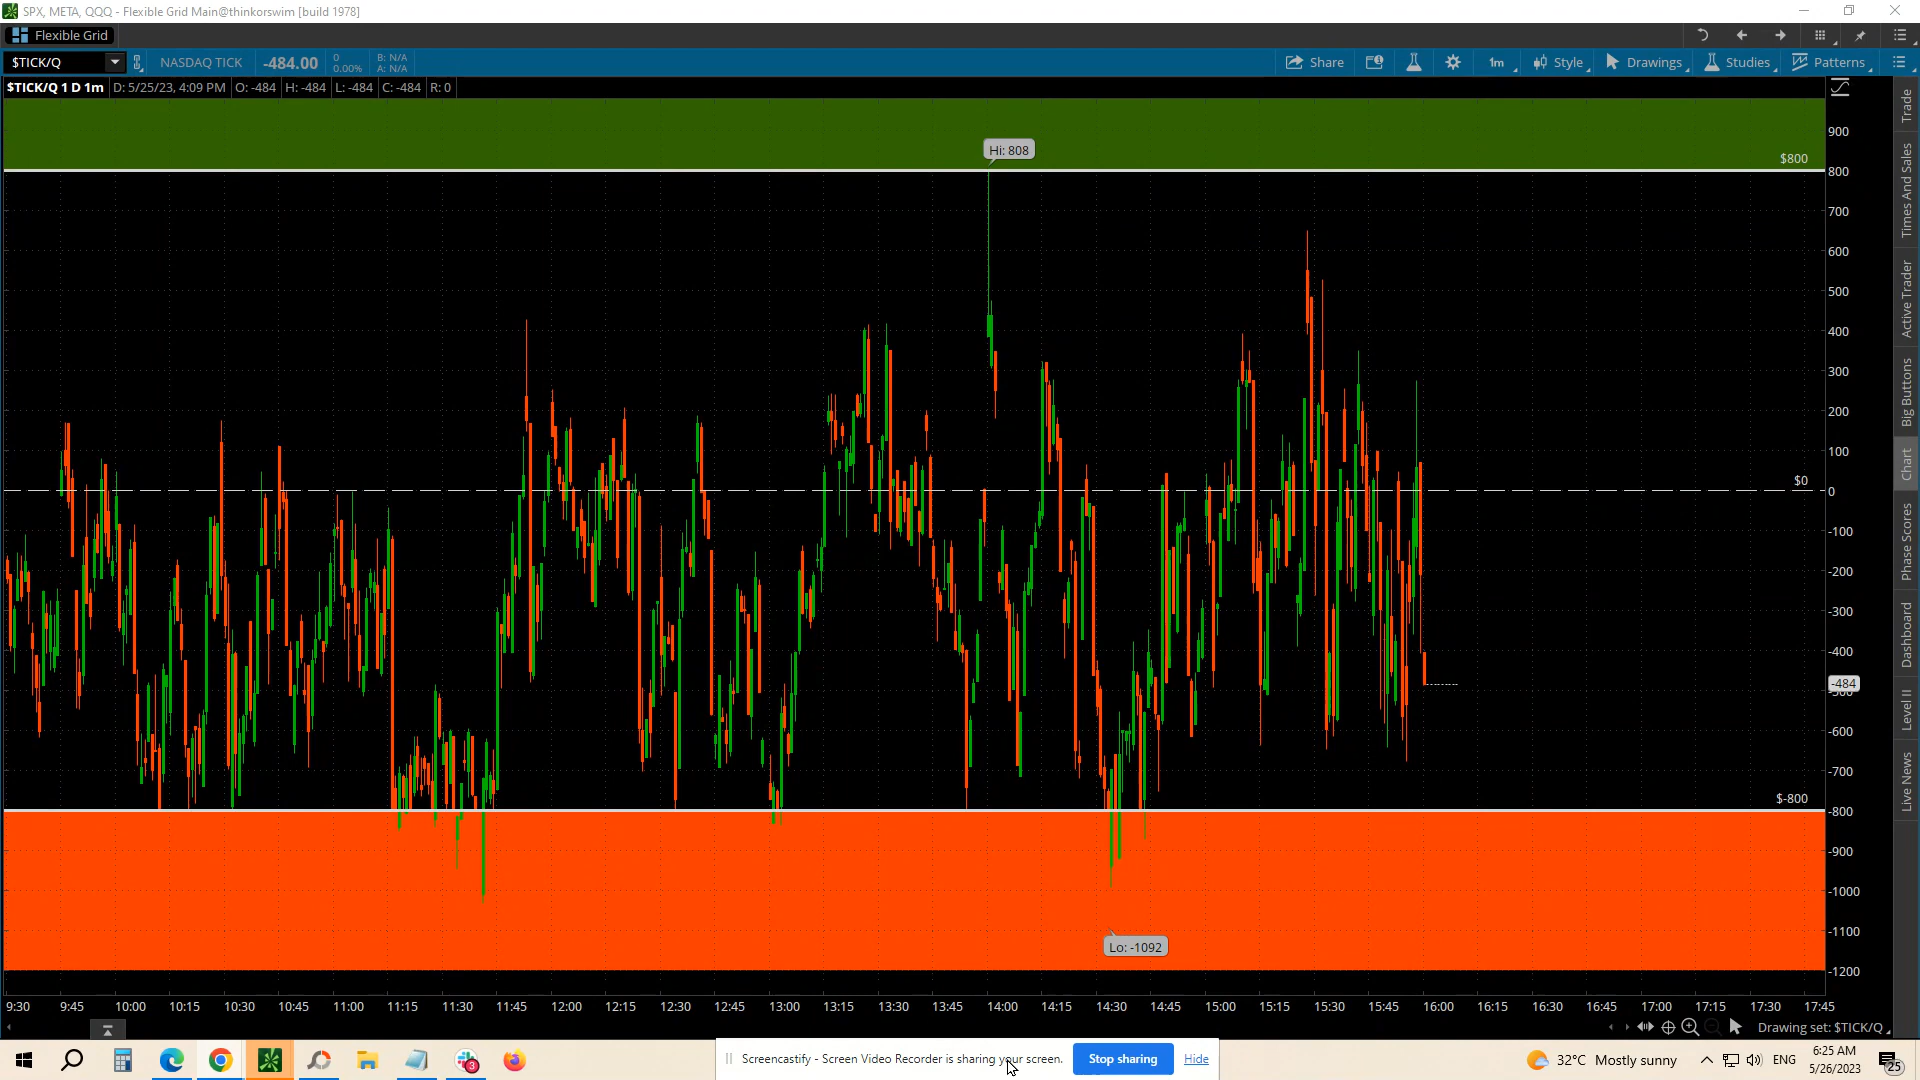 SPX, META, QQQ - Flexible Grid Main@thinkorswim [build 1978]
Flexible Grid
$TICK/Q
NASDAQ TICK
-484.00
0
0.00%
B: N/A
A: N/A
Share
1m
Style
Drawings
Studies
Patterns
$TICK/Q 1 D 1m
D: 5/25/23, 4:09 PM
O: -484
H: -484
L: -484
C: -484
R: 0
Hi: 808
$800
$0
$-800
Lo: -1092
900
800
700
600
500
400
300
200
100
0
-100
-200
-300
-400
-484
-600
-700
-800
-900
-1000
-1100
-1200
Trade
Times And Sales
Active Trader
Big Buttons
Chart
Phase Scores
Dashboard
Level II
Live News
9:30 9:45 10:00 10:15 10:30 10:45 11:00 11:15 11:30 11:45 12:00 12:15 12:30 12:45 13:00 13:15 13:30 13:45 14:00 14:15 14:30 14:45 15:00 15:15 15:30 15:45 16:00 16:15 16:30 16:45 17:00 17:15 17:30 17:45
Drawing set: $TICK/Q
3
Screencastify - Screen Video Recorder is sharing your screen.
Stop sharing
Hide
32°C Mostly sunny
ENG
6:25 AM
5/26/2023
25